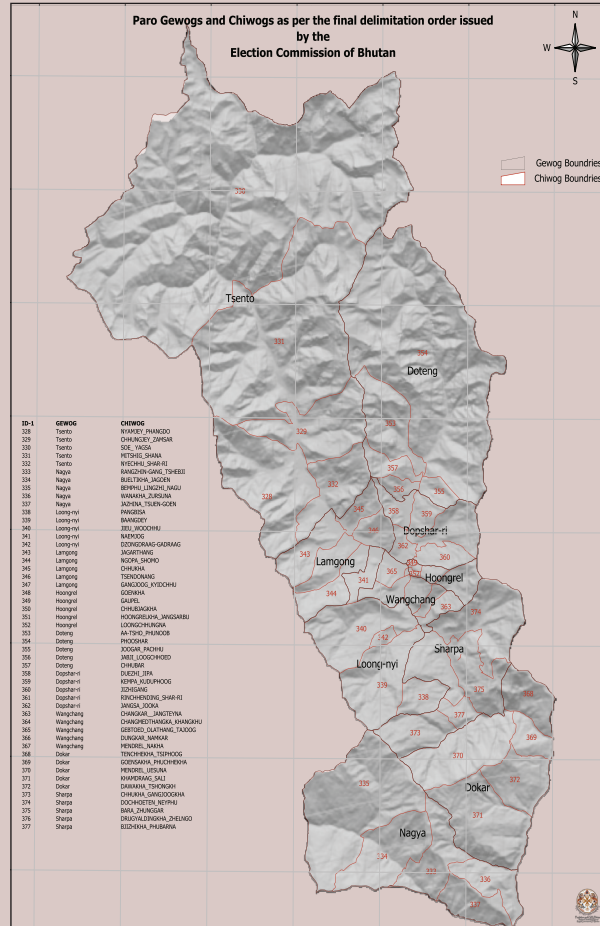 Paro Gewogs and Chiwogs as per the final delimitation order issued
by the
Election Commission of Bhutan
N
W E
S
Gewog Boundries
Chiwog Boundries
330
Tsento
331
354
Doteng
353
329
357
356
355
328
332
358
359
Dopshar-ri
362
360
343
Lamgong
365
341
Hoongrel
344
Wangchang
363
374
340
342
Sharpa
Loong-nyi
339
375
338
377
373
369
370
335
372
Dokar
371
Nagya
334
336
337
ID-1 GEWOG CHIWOG
328 Tsento NYAMJEY_PHANGDO
329 Tsento CHHUNGJEY_ZAMSAR
330 Tsento SOE_ YAGSA
331 Tsento MITSHIG_SHANA
332 Tsento NYECHHU_SHAR-RI
333 Nagya RANGZHIN-GANG_TSHEBJI
334 Nagya BUELTIKHA_JAGOEN
335 Nagya BEMPHU_LINGZHI_NAGU
336 Nagya WANAKHA_ZURSUNA
337 Nagya JAZHINA_TSUEN-GOEN
338 Loong-nyi PANGBISA
339 Loong-nyi BAANGDEY
340 Loong-nyi JIEU_WOOCHHU
341 Loong-nyi NAEMJOG
342 Loong-nyi DZONGDRAAG-GADRAAG
343 Lamgong JAGARTHANG
344 Lamgong NGOPA_SHOMO
345 Lamgong CHHUKHA
346 Lamgong TSENDONANG
347 Lamgong GANGJOOG_KYIDCHHU
348 Hoongrel GOENKHA
349 Hoongrel GAUPEL
350 Hoongrel CHHUBJAGKHA
351 Hoongrel HOONGRELKHA_JANGSARBU
352 Hoongrel LOONGCHHUNGNA
353 Doteng AA-TSHO_PHUNOOB
354 Doteng PHOOSHAR
355 Doteng JOOGAR_PACHHU
356 Doteng JABJI_LOOGCHHOED
357 Doteng CHHUBAR
358 Dopshar-ri DUEZHI_JIPA
359 Dopshar-ri KEMPA_KUDUPHOOG
360 Dopshar-ri JIZHIGANG
361 Dopshar-ri RINCHHENDING_SHAR-RI
362 Dopshar-ri JANGSA_JOOKA
363 Wangchang CHANGKAR__JANGTEYNA
364 Wangchang CHANGMEDTHANGKA_KHANGKHU
365 Wangchang GEBTOED_OLATHANG_TAJOOG
366 Wangchang DUNGKAR_NAMKAR
367 Wangchang MENDREL_NAKHA
368 Dokar TENCHHEKHA_TSIPHOOG
369 Dokar GOENSAKHA_PHUCHHEKHA
370 Dokar MENDREL_UESUNA
371 Dokar KHAMDRAAG_SALI
372 Dokar DAWAKHA_TSHONGKH
373 Sharpa CHHUKHA_GANGJOOGKHA
374 Sharpa DOCHHOETEN_NEYPHU
375 Sharpa BARA_ZHUNGGAR
376 Sharpa DRUGYALDINGKHA_ZHELNGO
377 Sharpa BJIZHIKHA_PHUBARNA